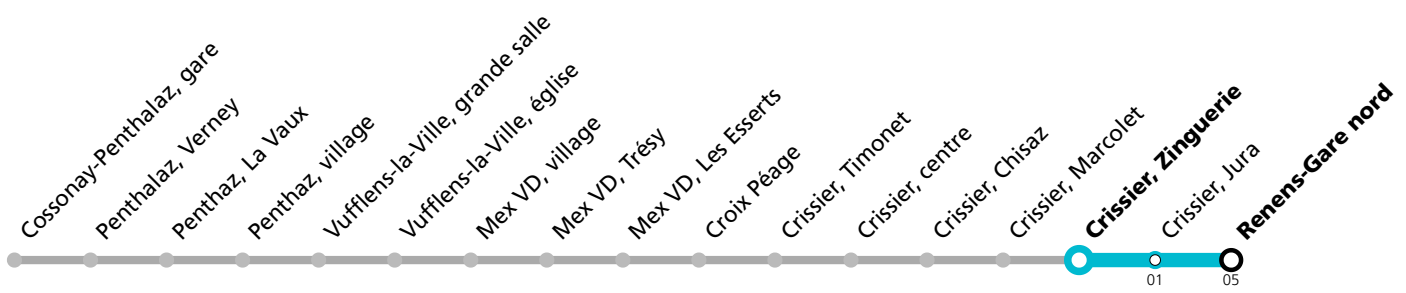 Cossonay-Penthalaz, gare
Penthalaz, Verney
Penthaz, La Vaux
Penthaz, village
Vufflens-la-Ville, grande salle
Vufflens-la-Ville, église
Mex VD, village
Mex VD, Trésy
Mex VD, Les Esserts
Croix Péage
Crissier, Timonet
Crissier, centre
Crissier, Chisaz
Crissier, Marcolet
Crissier, Zinguerie
Crissier, Jura
Renens-Gare nord
01
05